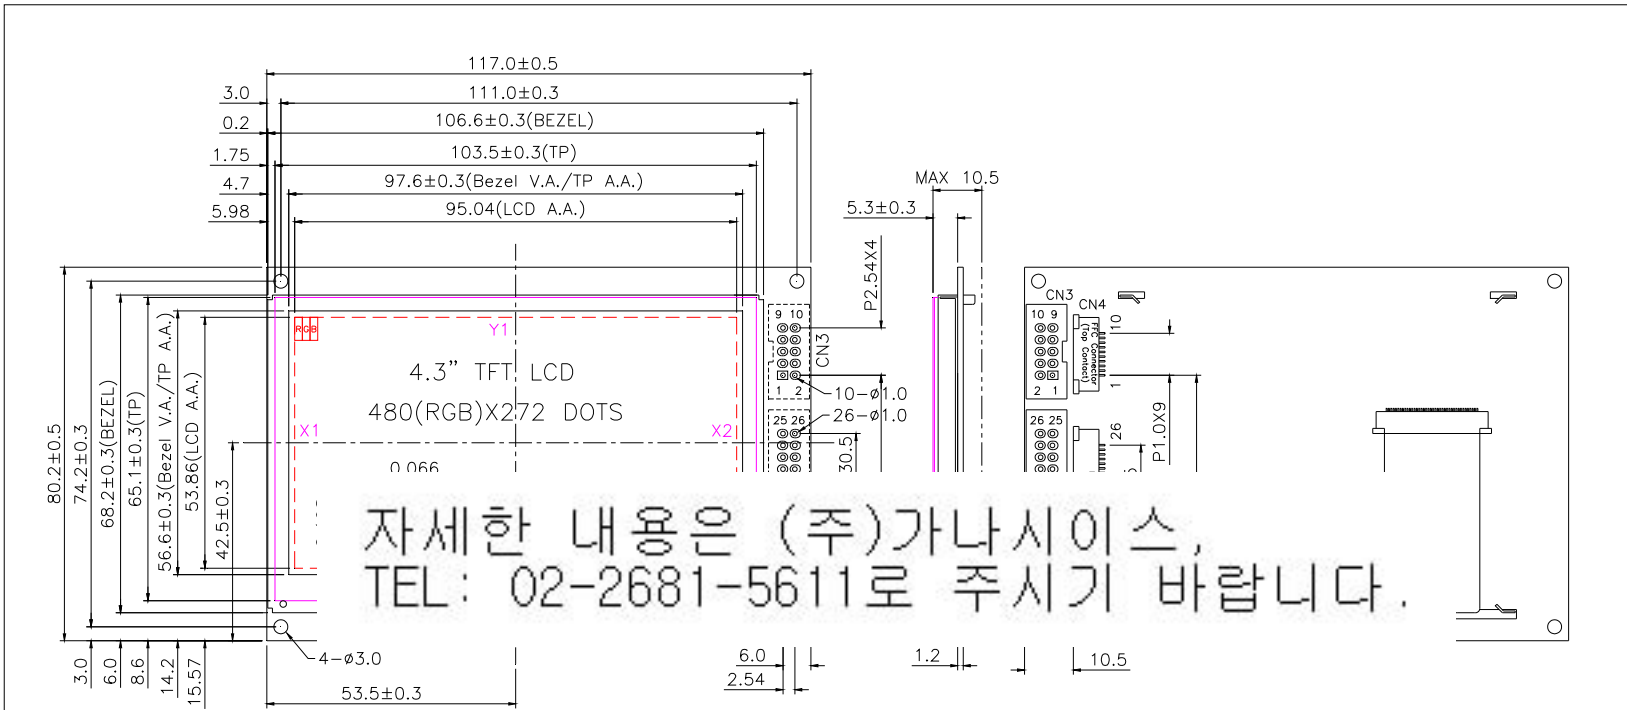 117.0±0.5
3.0
111.0±0.3
0.2
106.6±0.3(BEZEL)
1.75
103.5±0.3(TP)
4.7
97.6±0.3(Bezel V.A./TP A.A.)
5.98
95.04(LCD A.A.)
MAX 10.5
5.3±0.3
P2.54X4
80.2±0.5
74.2±0.3
68.2±0.3(BEZEL)
65.1±0.3(TP)
56.6±0.3(Bezel V.A./TP A.A.)
53.86(LCD A.A.)
42.5±0.3
R G B
Y1
4.3" TFT LCD
480(RGB)X272 DOTS
X1
X2
0.066
9 10
CN3
1 2
10-ø1.0
26-ø1.0
25 26
30.5
CN3
CN4
10 9
2 1
FFC Connector
(Top Contact)
10
1
26 25
26
P1.0X9
자세한 내용은 (주)가나시이스,
TEL: 02-2681-5611로 주시기 바랍니다.
3.0
6.0
8.6
14.2
15.57
4-ø3.0
53.5±0.3
6.0
2.54
1.2
10.5